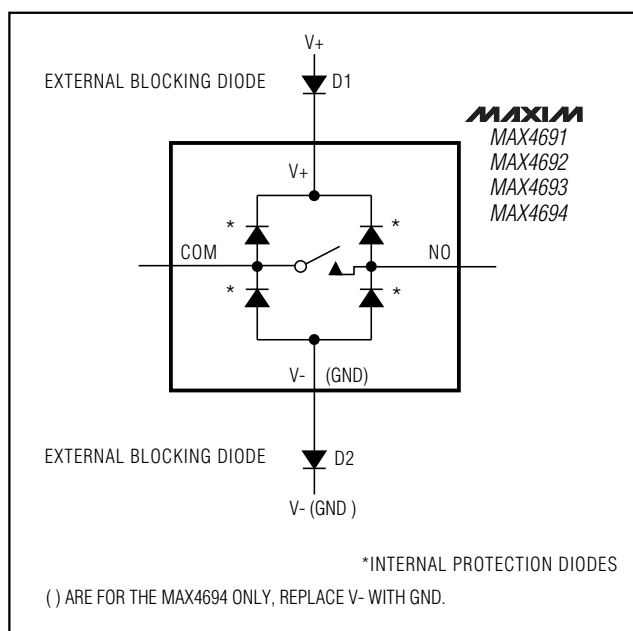 V+
EXTERNAL BLOCKING DIODE D1
MAXIM
MAX4691
MAX4692
MAX4693
MAX4694
V+
* *
COM NO
* *
V- (GND)
EXTERNAL BLOCKING DIODE D2
V- (GND )
*INTERNAL PROTECTION DIODES
( ) ARE FOR THE MAX4694 ONLY, REPLACE V- WITH GND.